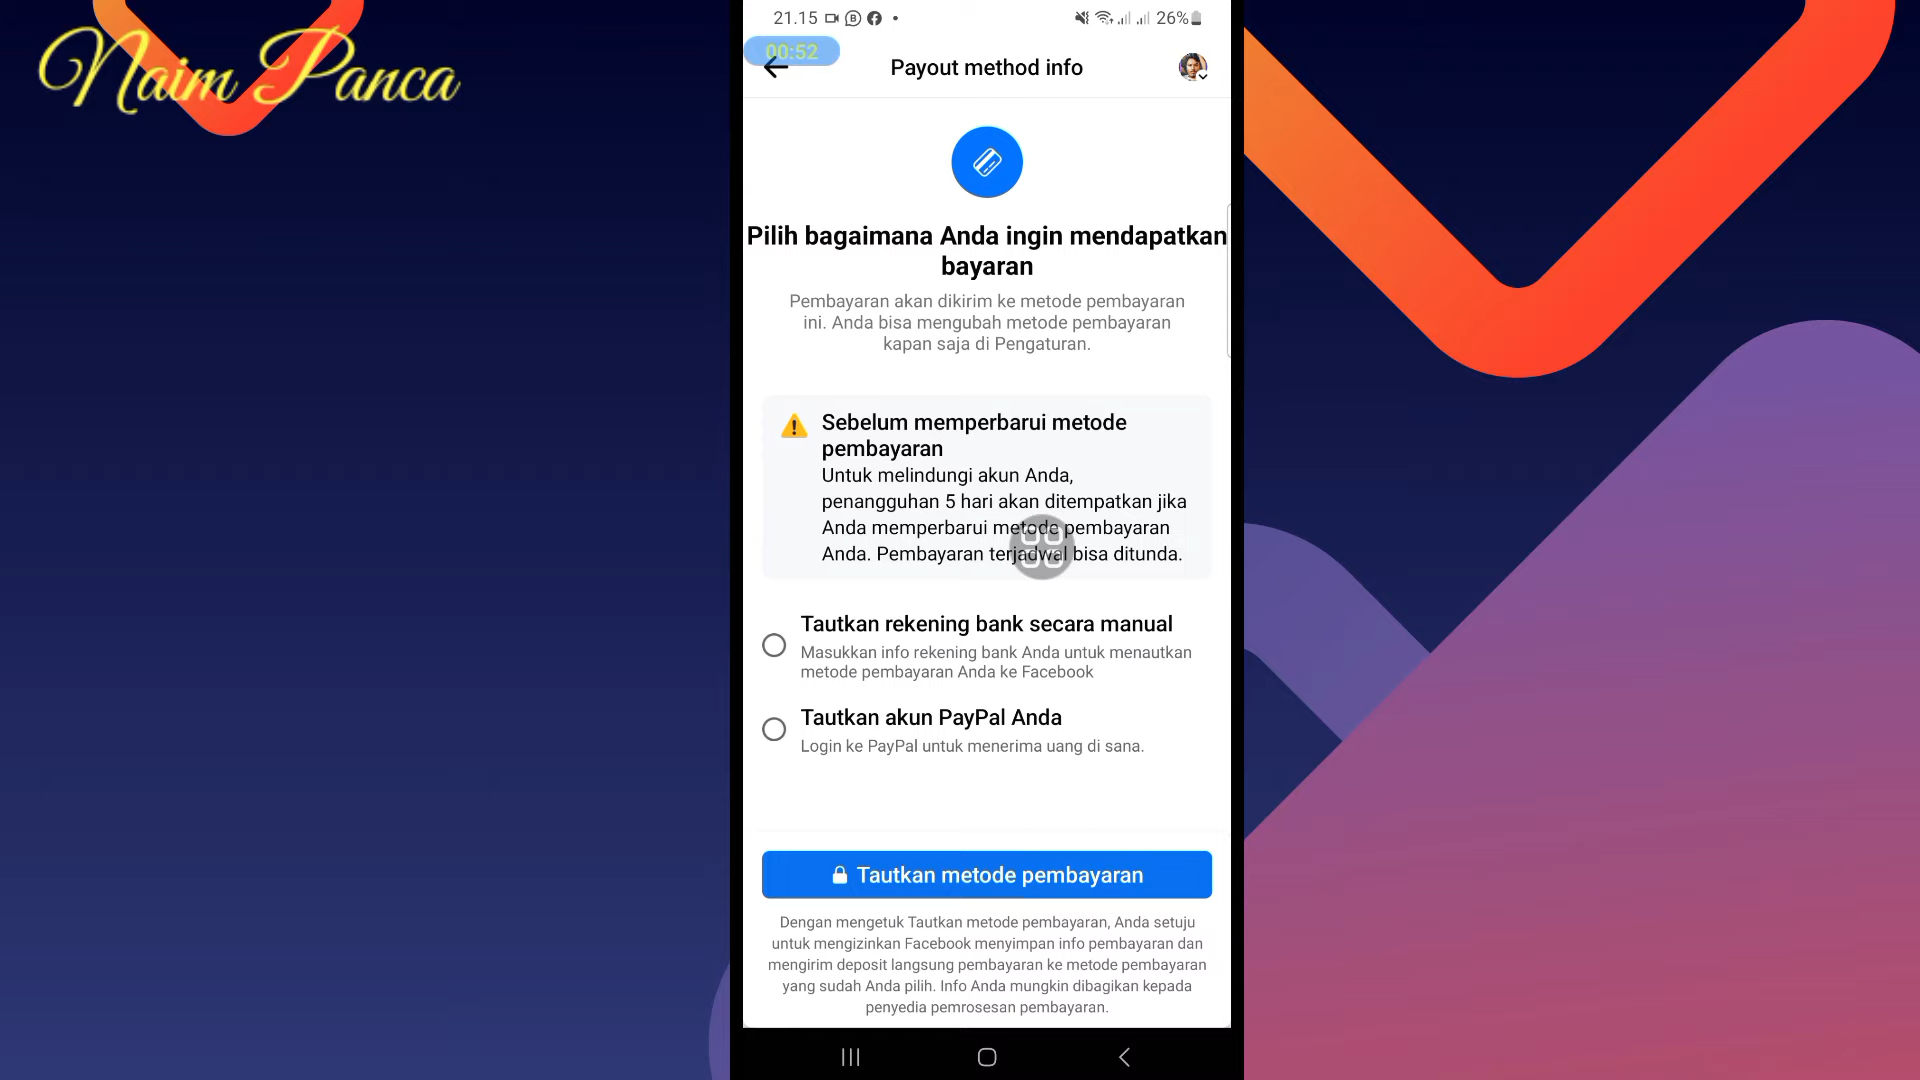 Naim Panca
21.15
26%
00:52
Payout method info
Pilih bagaimana Anda ingin mendapatkan
bayaran
Pembayaran akan dikirim ke metode pembayaran
ini. Anda bisa mengubah metode pembayaran
kapan saja di Pengaturan.
Sebelum memperbarui metode
pembayaran
Untuk melindungi akun Anda,
penangguhan 5 hari akan ditempatkan jika
Anda memperbarui metode pembayaran
Anda. Pembayaran terjadwal bisa ditunda.
Tautkan rekening bank secara manual
Masukkan info rekening bank Anda untuk menautkan
metode pembayaran Anda ke Facebook
Tautkan akun PayPal Anda
Login ke PayPal untuk menerima uang di sana.
Tautkan metode pembayaran
Dengan mengetuk Tautkan metode pembayaran, Anda setuju
untuk mengizinkan Facebook menyimpan info pembayaran dan
mengirim deposit langsung pembayaran ke metode pembayaran
yang sudah Anda pilih. Info Anda mungkin dibagikan kepada
penyedia pemrosesan pembayaran.